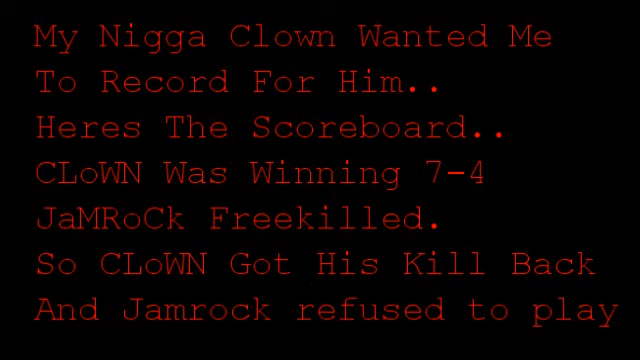 My Nigga Clown Wanted Me
To Record For Him..
Heres The Scoreboard..
CLoWN Was Winning 7-4
JaMRoCk Freekilled.
So CLoWN Got His Kill Back
And Jamrock refused to play